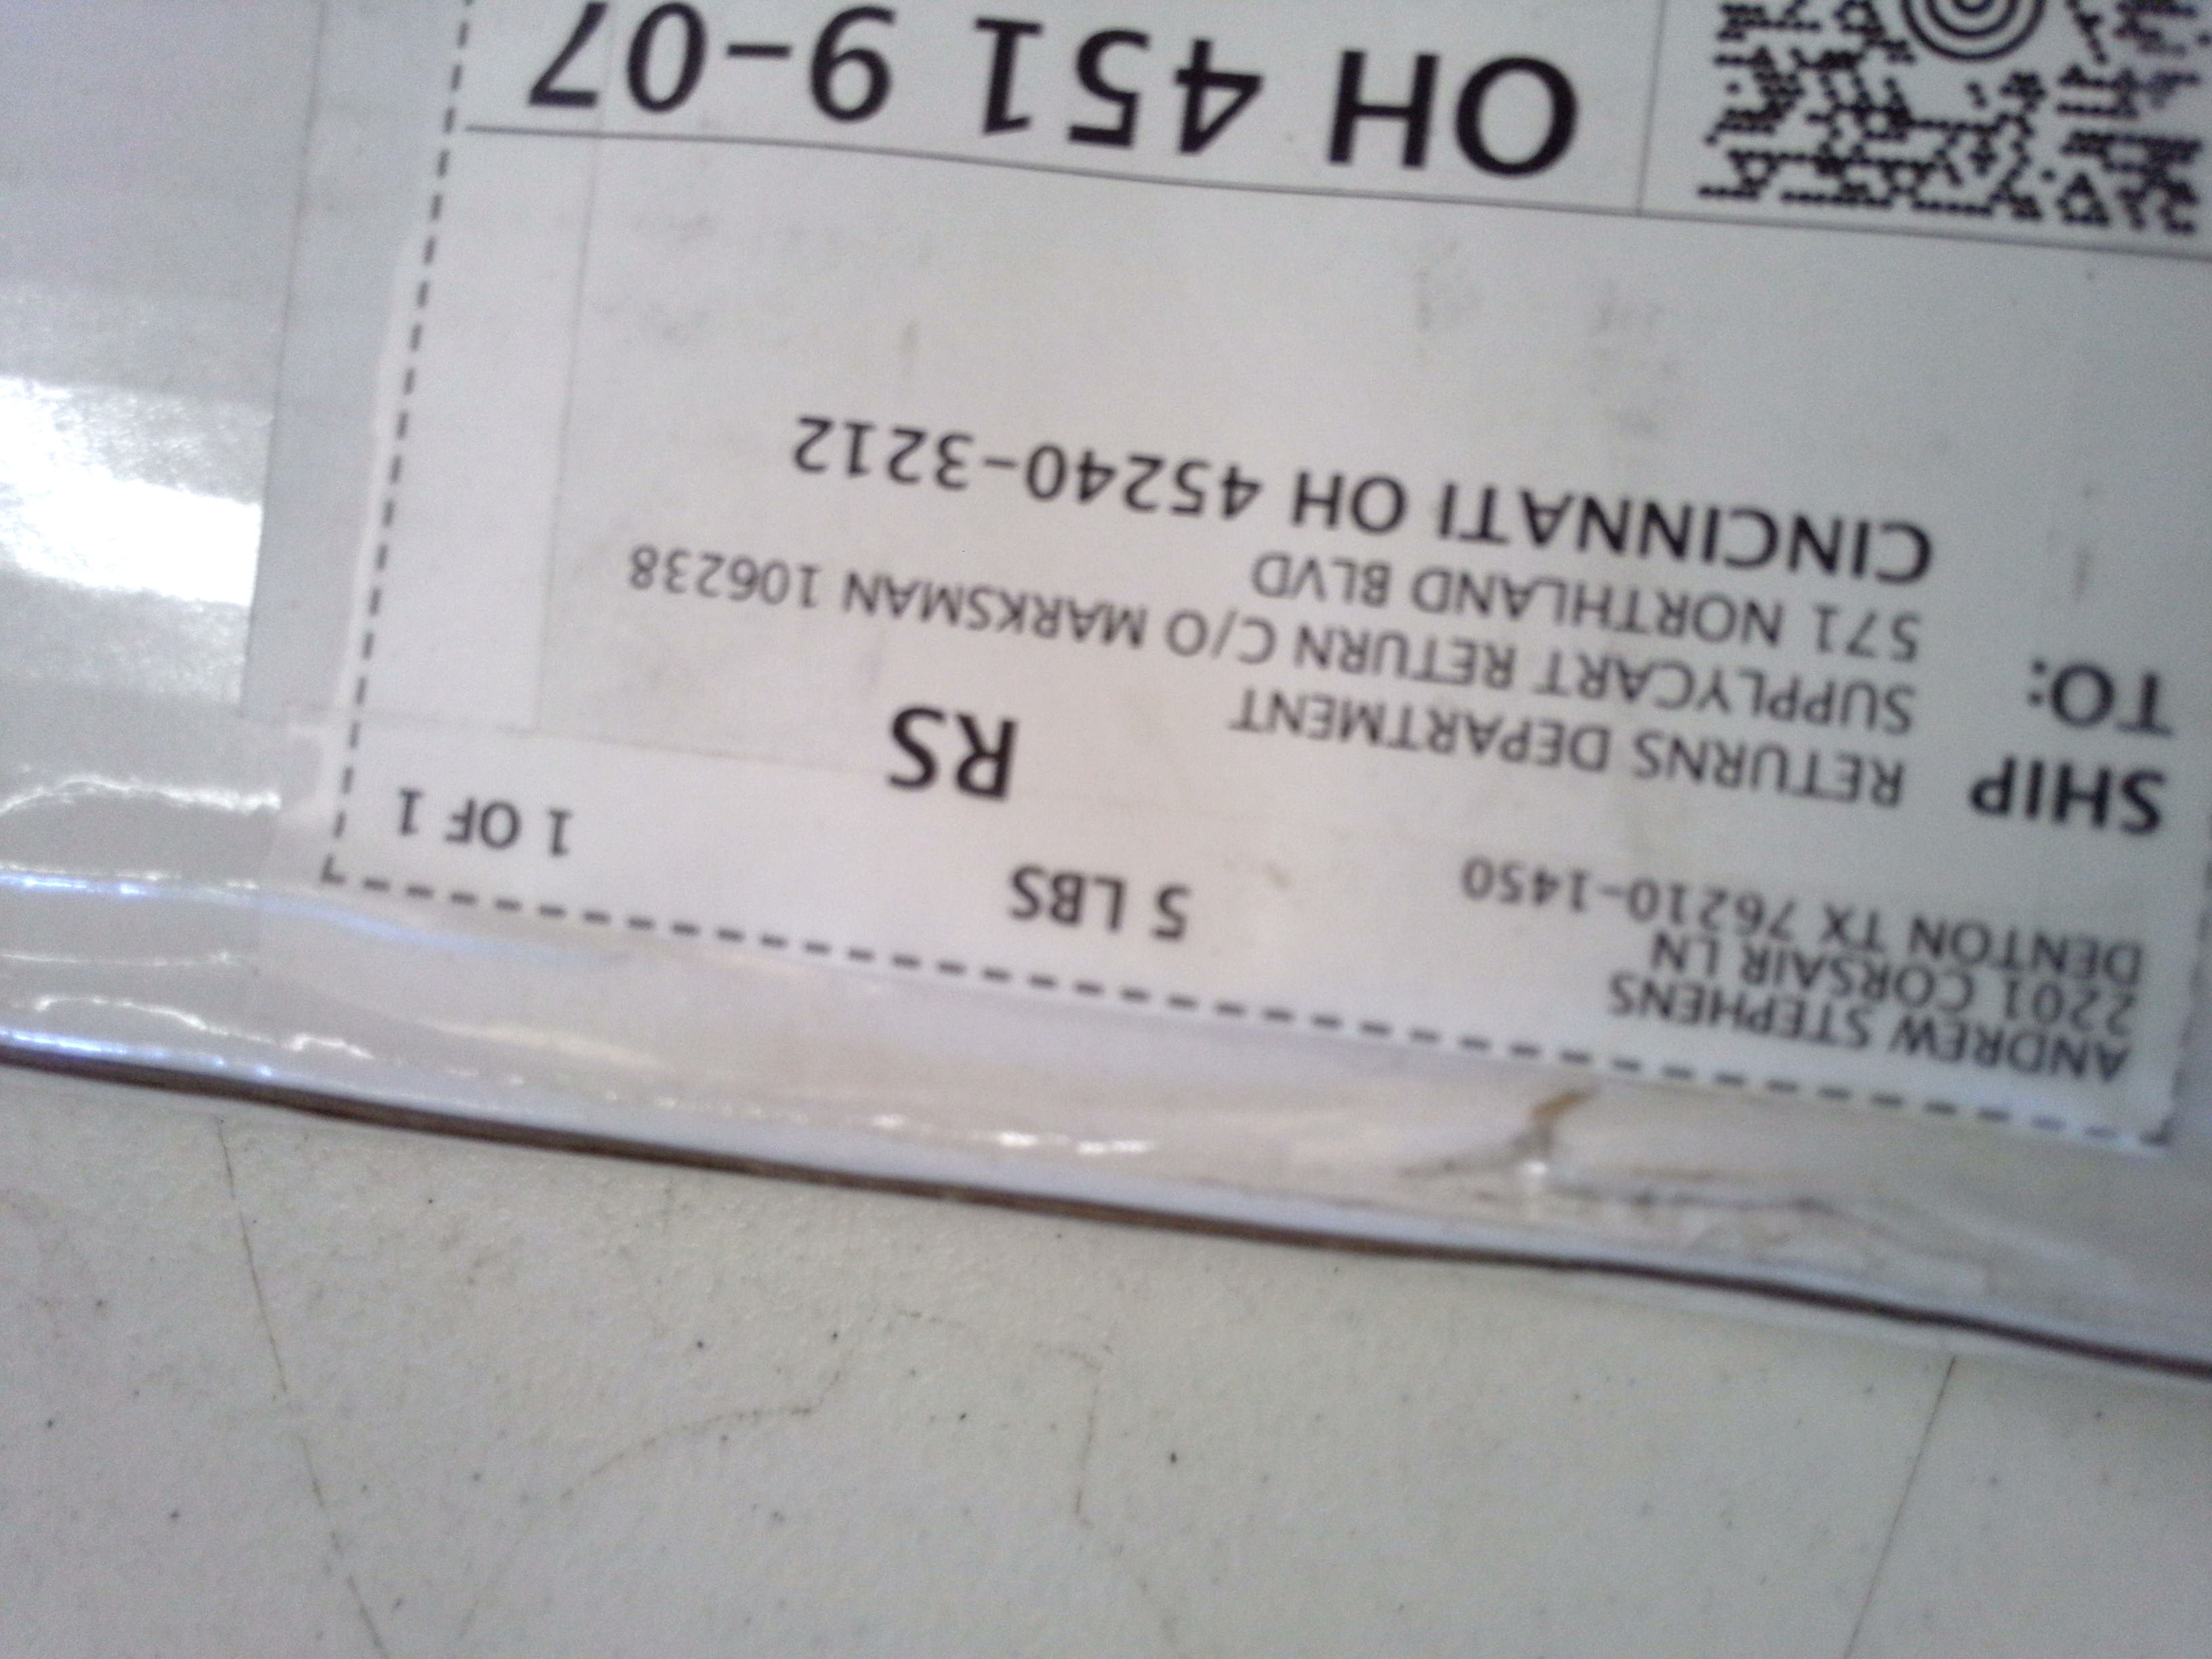 ANDREW STEPHENS
2201 CORSAIR LN
DENTON TX 76210-1450
5 LBS
1 OF 1
RS
SHIP TO:
RETURNS DEPARTMENT
SUPPLYCART RETURN C/O MARKSMAN 106238
571 NORTHLAND BLVD
CINCINNATI OH 45240-3212
OH 451 9-07